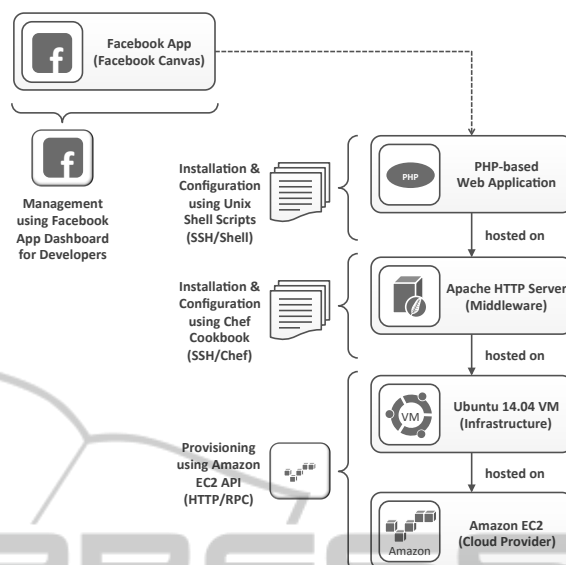 Facebook App
(Facebook Canvas)
Management
using Facebook
App Dashboard
for Developers
Installation &
Configuration
using Unix
Shell Scripts
(SSH/Shell)
PHP
PHP-based
Web Application
hosted on
Installation &
Configuration
using Chef
Cookbook
(SSH/Chef)
Apache HTTP Server
(Middleware)
hosted on
VM
Ubuntu 14.04 VM
(Infrastructure)
Provisioning
using Amazon
EC2 API
(HTTP/RPC)
hosted on
Amazon
Amazon EC2
(Cloud Provider)